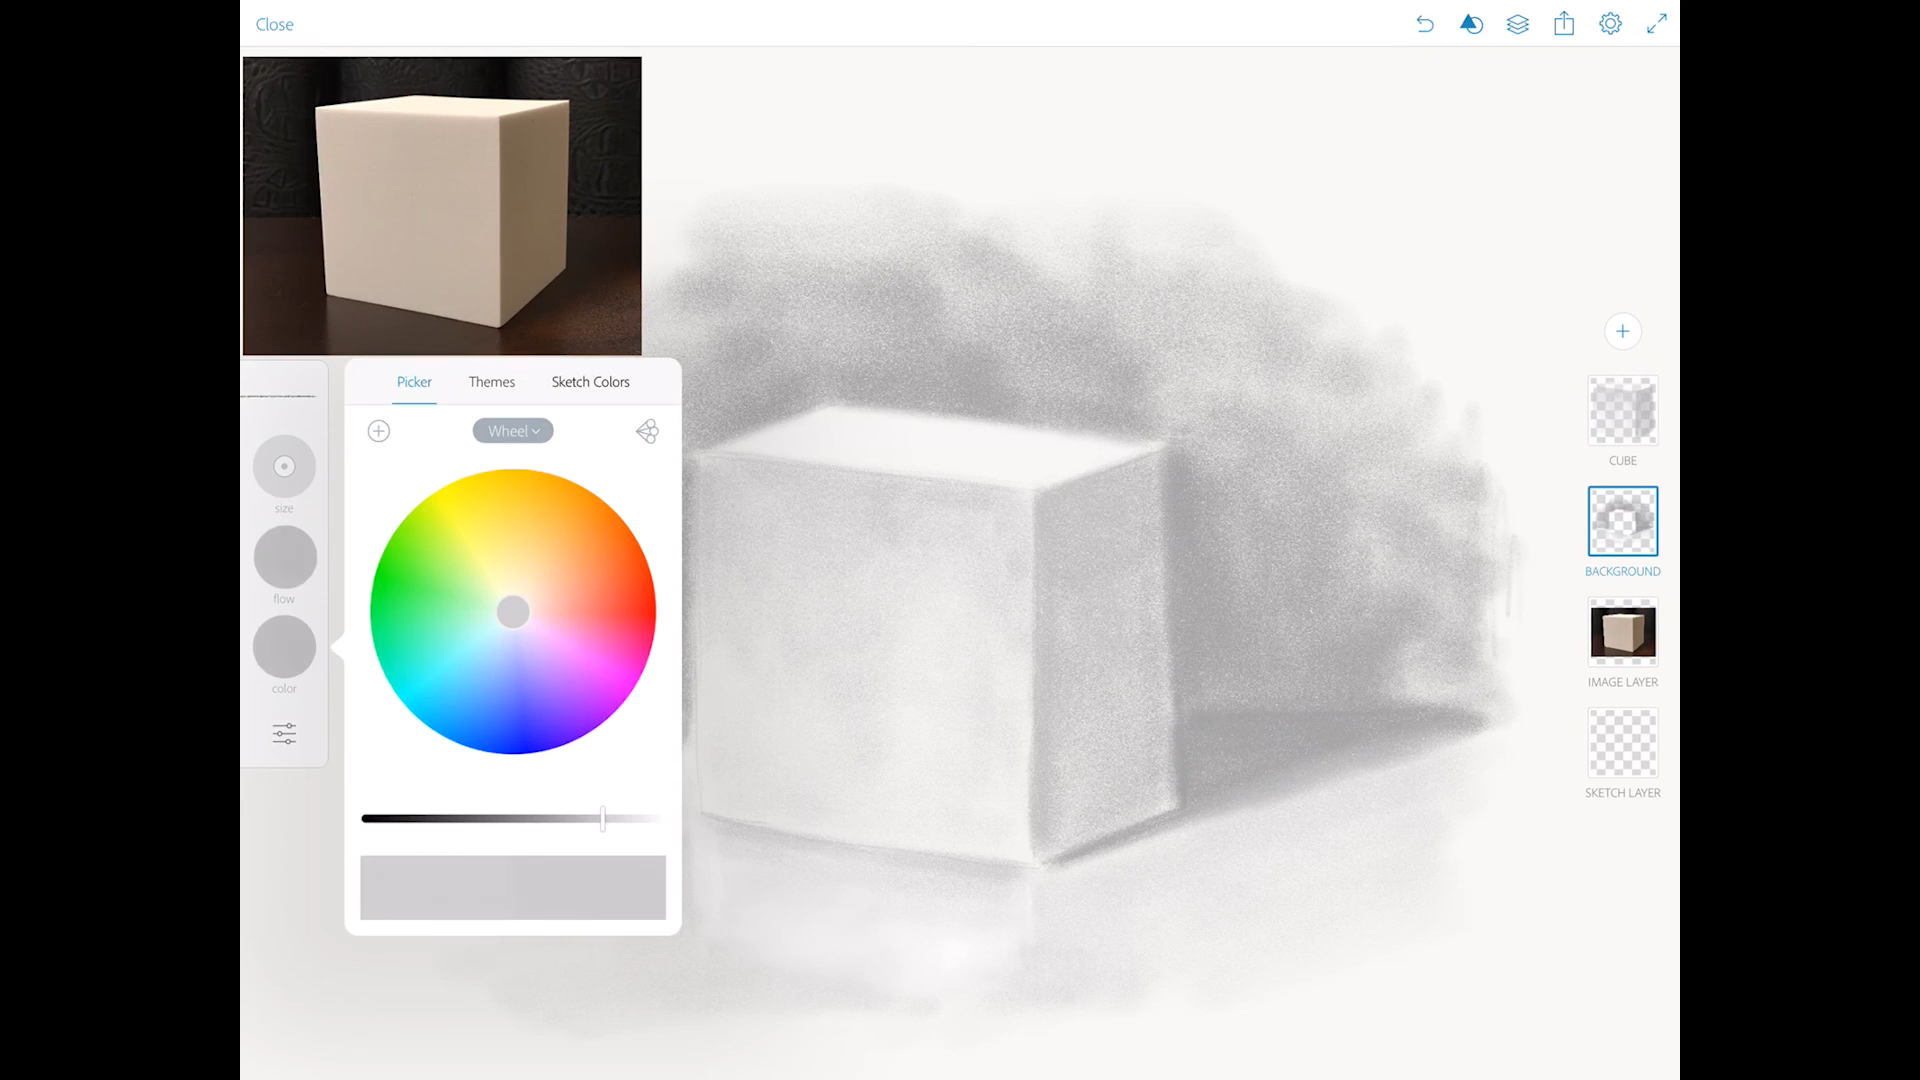 Close
Picker
Themes
Sketch Colors
Wheel
size
flow
color
CUBE
BACKGROUND
IMAGE LAYER
SKETCH LAYER